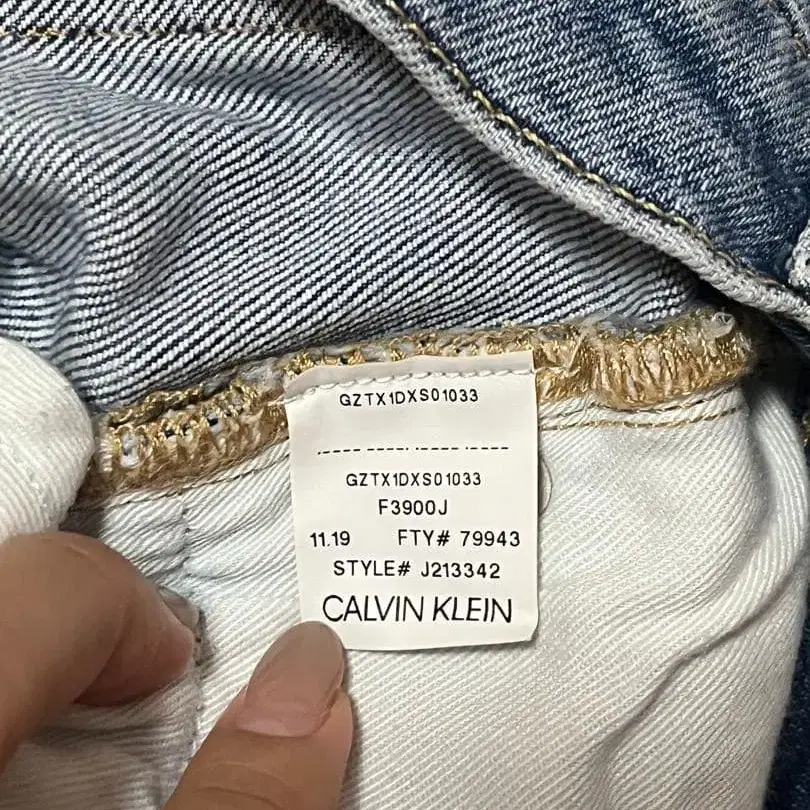 GZTX1DXS01033
GZTX1DXS01033
F3900J
11.19 FTY# 79943
STYLE# J213342
CALVIN KLEIN